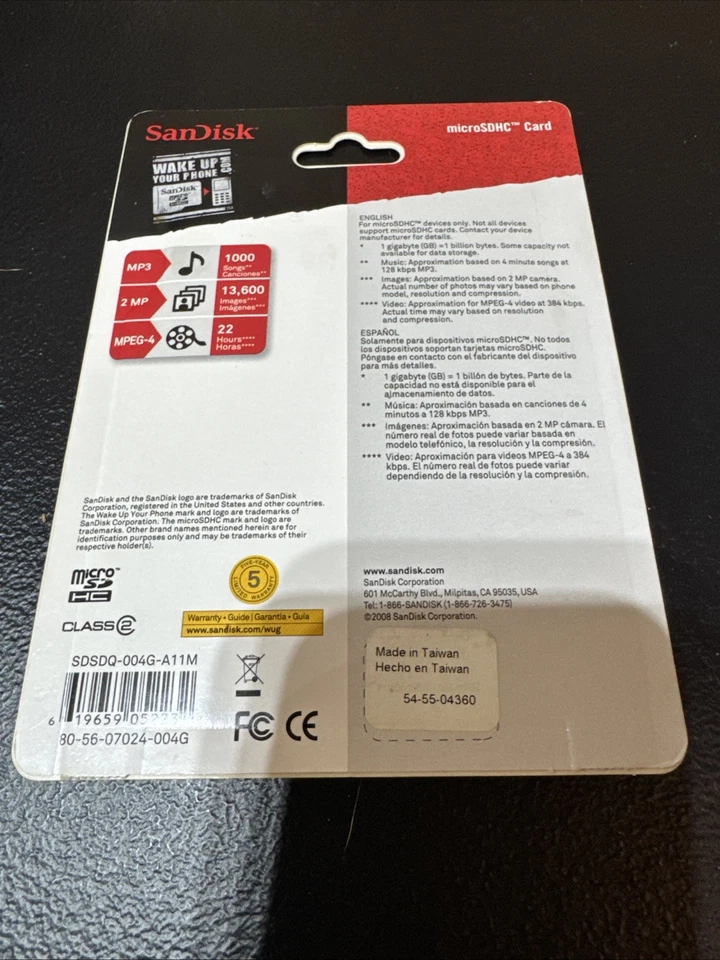 SanDisk
microSDHC™ Card
WAKE UP
YOUR PHONE
.COM
SanDisk
MP3
1000
Songs**
Canciones**
2 MP
13,600
Images***
Imágenes***
MPEG-4
22
Hours****
Horas****
ENGLISH
For microSDHC™ devices only. Not all devices
support microSDHC cards. Contact your device
manufacturer for details.
* 1 gigabyte (GB) =1 billion bytes. Some capacity not
available for data storage.
** Music: Approximation based on 4 minute songs at
128 kbps MP3.
*** Images: Approximation based on 2 MP camera.
Actual number of photos may vary based on phone
model, resolution and compression.
**** Video: Approximation for MPEG-4 video at 384 kbps.
Actual time may vary based on resolution
and compression.
ESPAÑOL
Solamente para dispositivos microSDHC™. No todos
los dispositivos soportan tarjetas microSDHC.
Póngase en contacto con el fabricante del dispositivo
para más detalles.
* 1 gigabyte (GB) = 1 billón de bytes. Parte de la
capacidad no está disponible para el
almacenamiento de datos.
** Música: Aproximación basada en canciones de 4
minutos a 128 kbps MP3.
*** Imágenes: Aproximación basada en 2 MP cámara. El
número real de fotos puede variar basada en
modelo telefónico, la resolución y la compresión.
**** Video: Aproximación para videos MPEG-4 a 384
kbps. El número real de fotos puede variar
dependiendo de la resolución y la compresión.
SanDisk and the SanDisk logo are trademarks of SanDisk
Corporation, registered in the United States and other countries.
The Wake Up Your Phone mark and logo are trademarks of
SanDisk Corporation. The microSDHC mark and logo are
trademarks. Other brand names mentioned herein are for
identification purposes only and may be trademarks of their
respective holder(s).
micro™
SD
HC
FIVE-YEAR
5
LIMITED WARRANTY
CLASS 2
Warranty • Guide | Garantía • Guía
www.sandisk.com/wug
www.sandisk.com
SanDisk Corporation
601 McCarthy Blvd., Milpitas, CA 95035, USA
Tel: 1-866-SANDISK (1-866-726-3475)
©2008 SanDisk Corporation.
SDSDQ-004G-A11M
6 19659
80-56-07024-004G
FC CE
Made in Taiwan
Hecho en Taiwan
54-55-04360